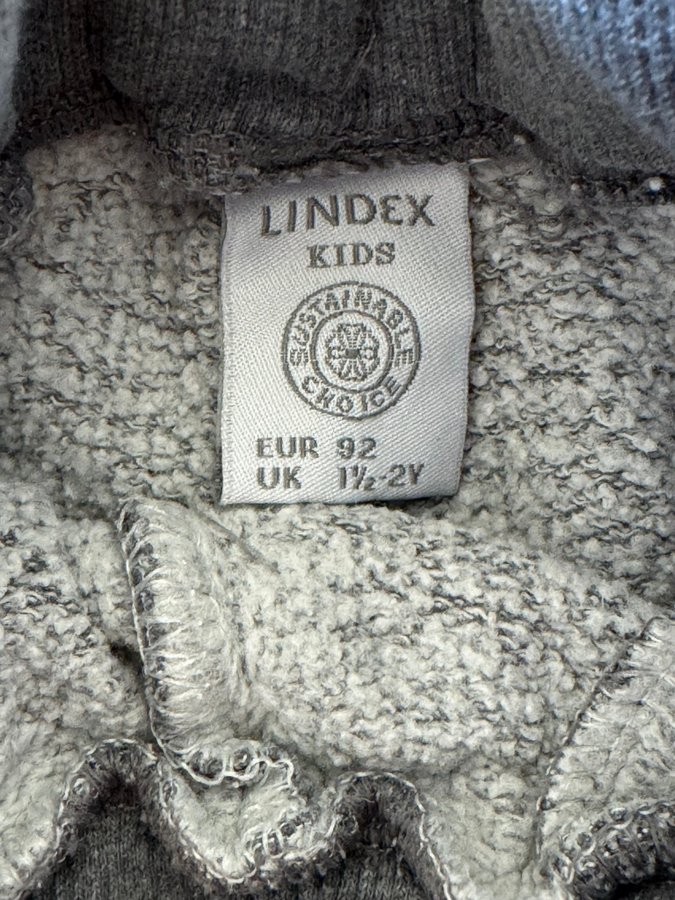 LINDEX
KIDS
SUSTAINABLE
CHOICE
EUR 92
UK 1½-2Y